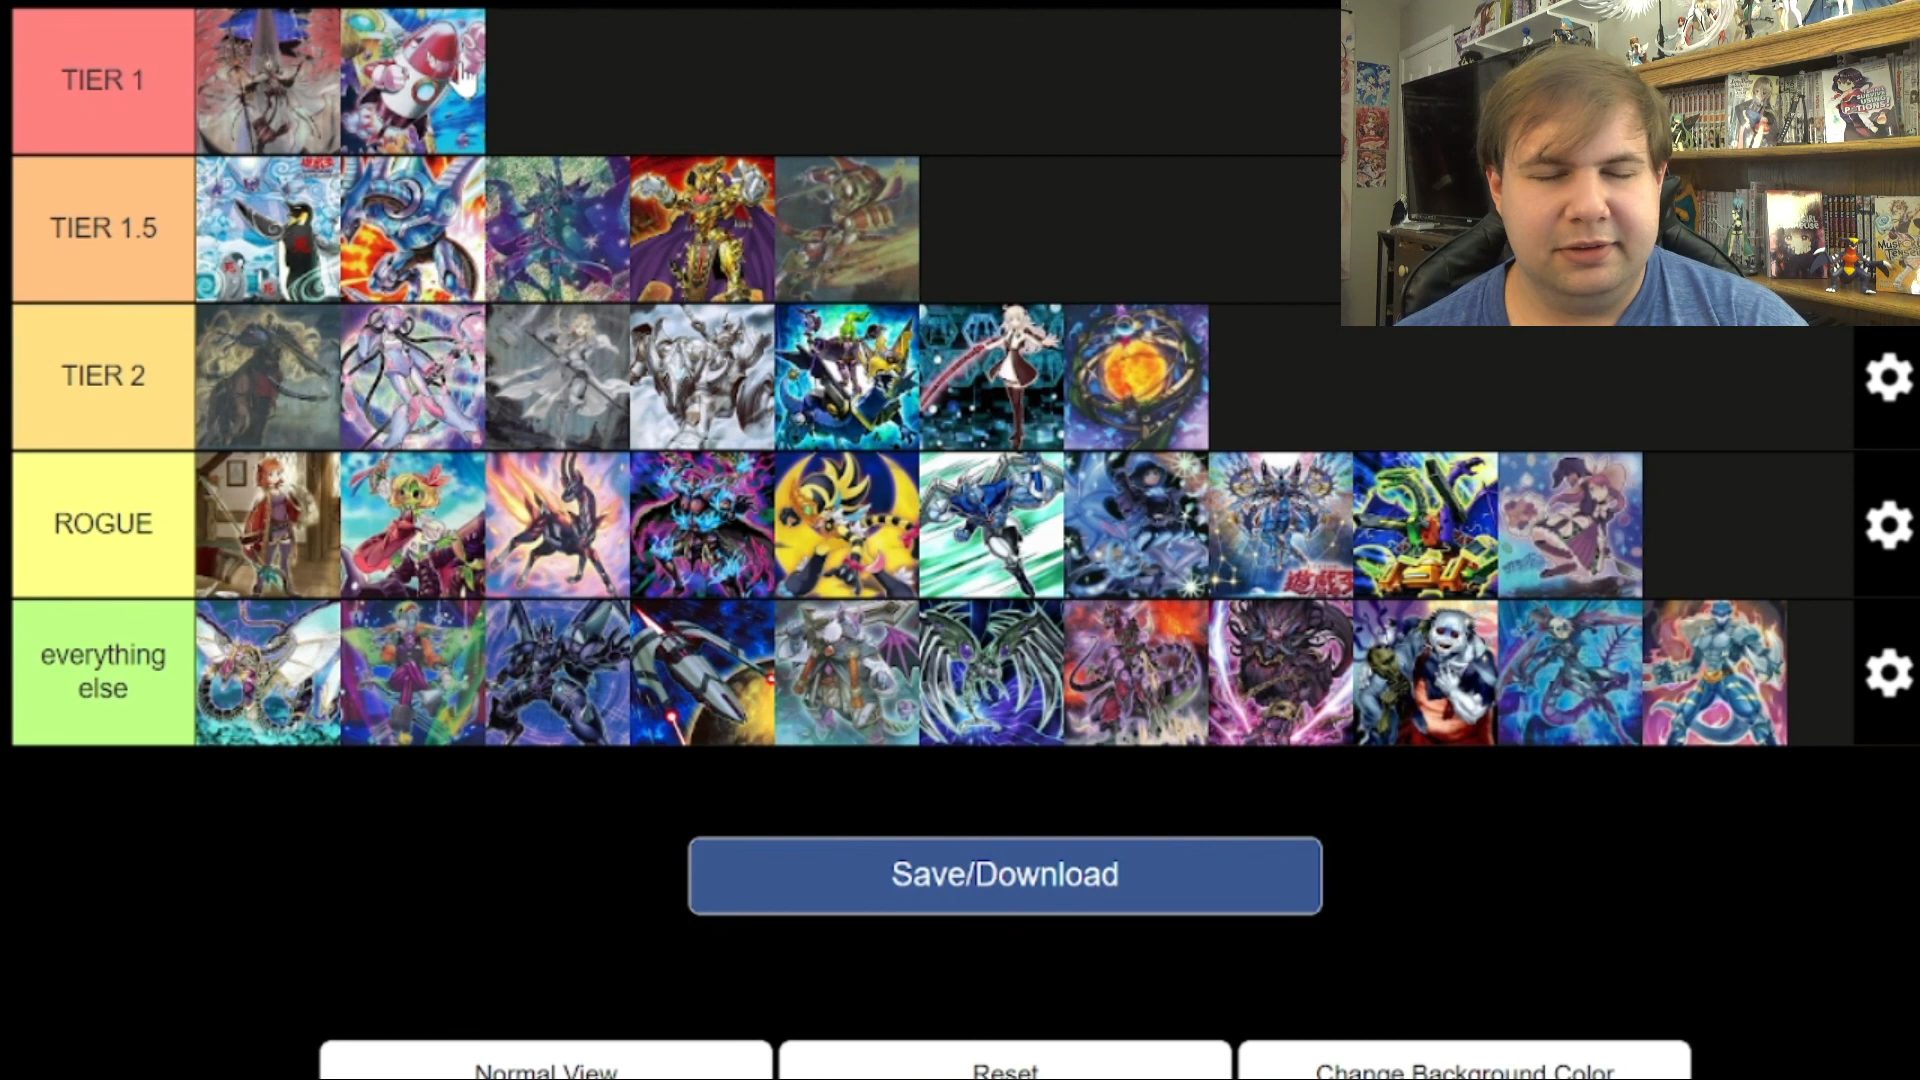 TIER 1
TIER 1.5
TIER 2
ROGUE
everything
else
Save/Download
Normal View
Reset
Change Background Color